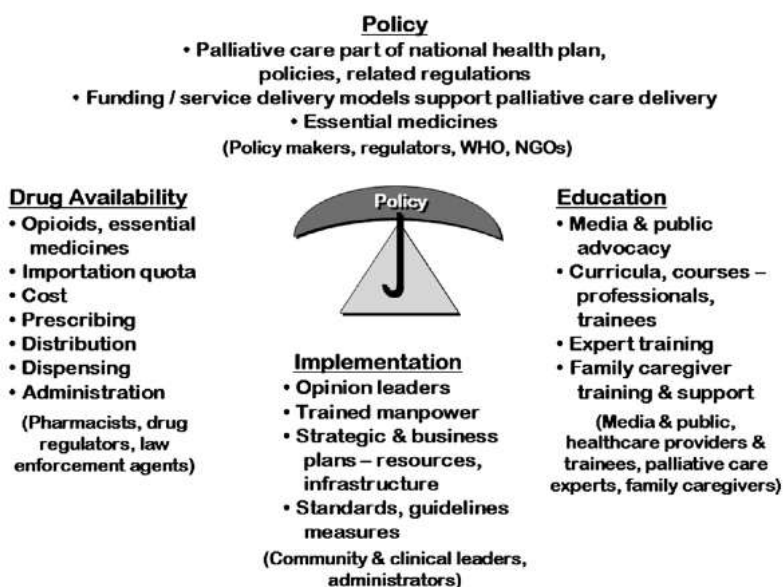 Policy
• Palliative care part of national health plan,
policies, related regulations
• Funding / service delivery models support palliative care delivery
• Essential medicines
(Policy makers, regulators, WHO, NGOs)
Drug Availability
• Opioids, essential
medicines
• Importation quota
• Cost
• Prescribing
• Distribution
• Dispensing
• Administration
(Pharmacists, drug
regulators, law
enforcement agents)
Policy
Implementation
• Opinion leaders
• Trained manpower
• Strategic & business
plans – resources,
infrastructure
• Standards, guidelines
measures
(Community & clinical leaders,
administrators)
Education
• Media & public
advocacy
• Curricula, courses –
professionals,
trainees
• Expert training
• Family caregiver
training & support
(Media & public,
healthcare providers &
trainees, palliative care
experts, family caregivers)